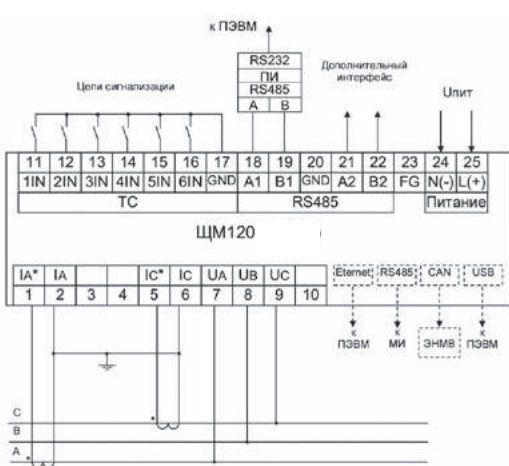 к ПЭВМ
RS232
ПИ
RS485
A B
Цепи сигнализации
Дополнительный
интерфейс
Uпит
11 12 13 14 15 16 17 18 19 20 21 22 23 24 25
1IN 2IN 3IN 4IN 5IN 6IN GND A1 B1 GND A2 B2 FG N(-) L(+)
ТС RS485 Питание
ЩМ120
IA* IA IC* IC UA UB UC
1 2 3 4 5 6 7 8 9 10
Eternet RS485 CAN USB
к
ПЭВМ
к
МИ
ЭНМВ
к
ПЭВМ
C
B
A